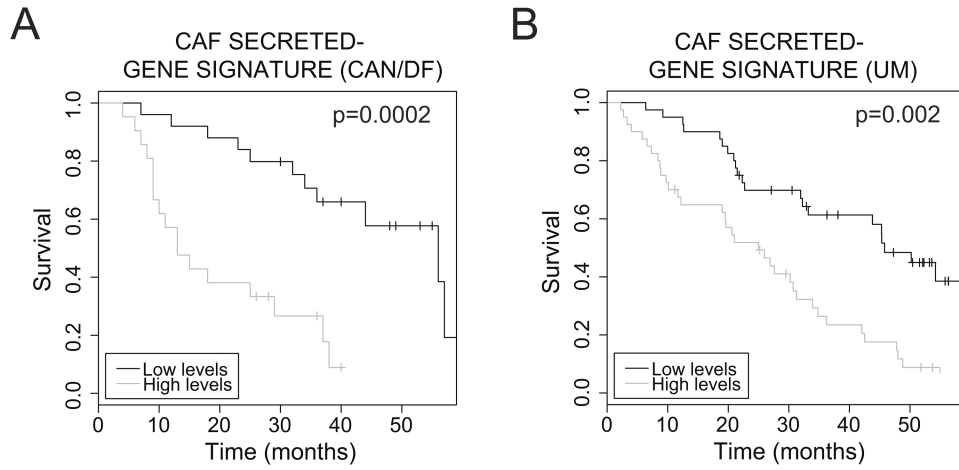 A
CAF SECRETED-
GENE SIGNATURE (CAN/DF)
p=0.0002
Survival
1.0
0.8
0.6
0.4
0.2
0.0
Low levels
High levels
0 10 20 30 40 50
Time (months)
B
CAF SECRETED-
GENE SIGNATURE (UM)
p=0.002
Survival
1.0
0.8
0.6
0.4
0.2
0.0
Low levels
High levels
0 10 20 30 40 50
Time (months)